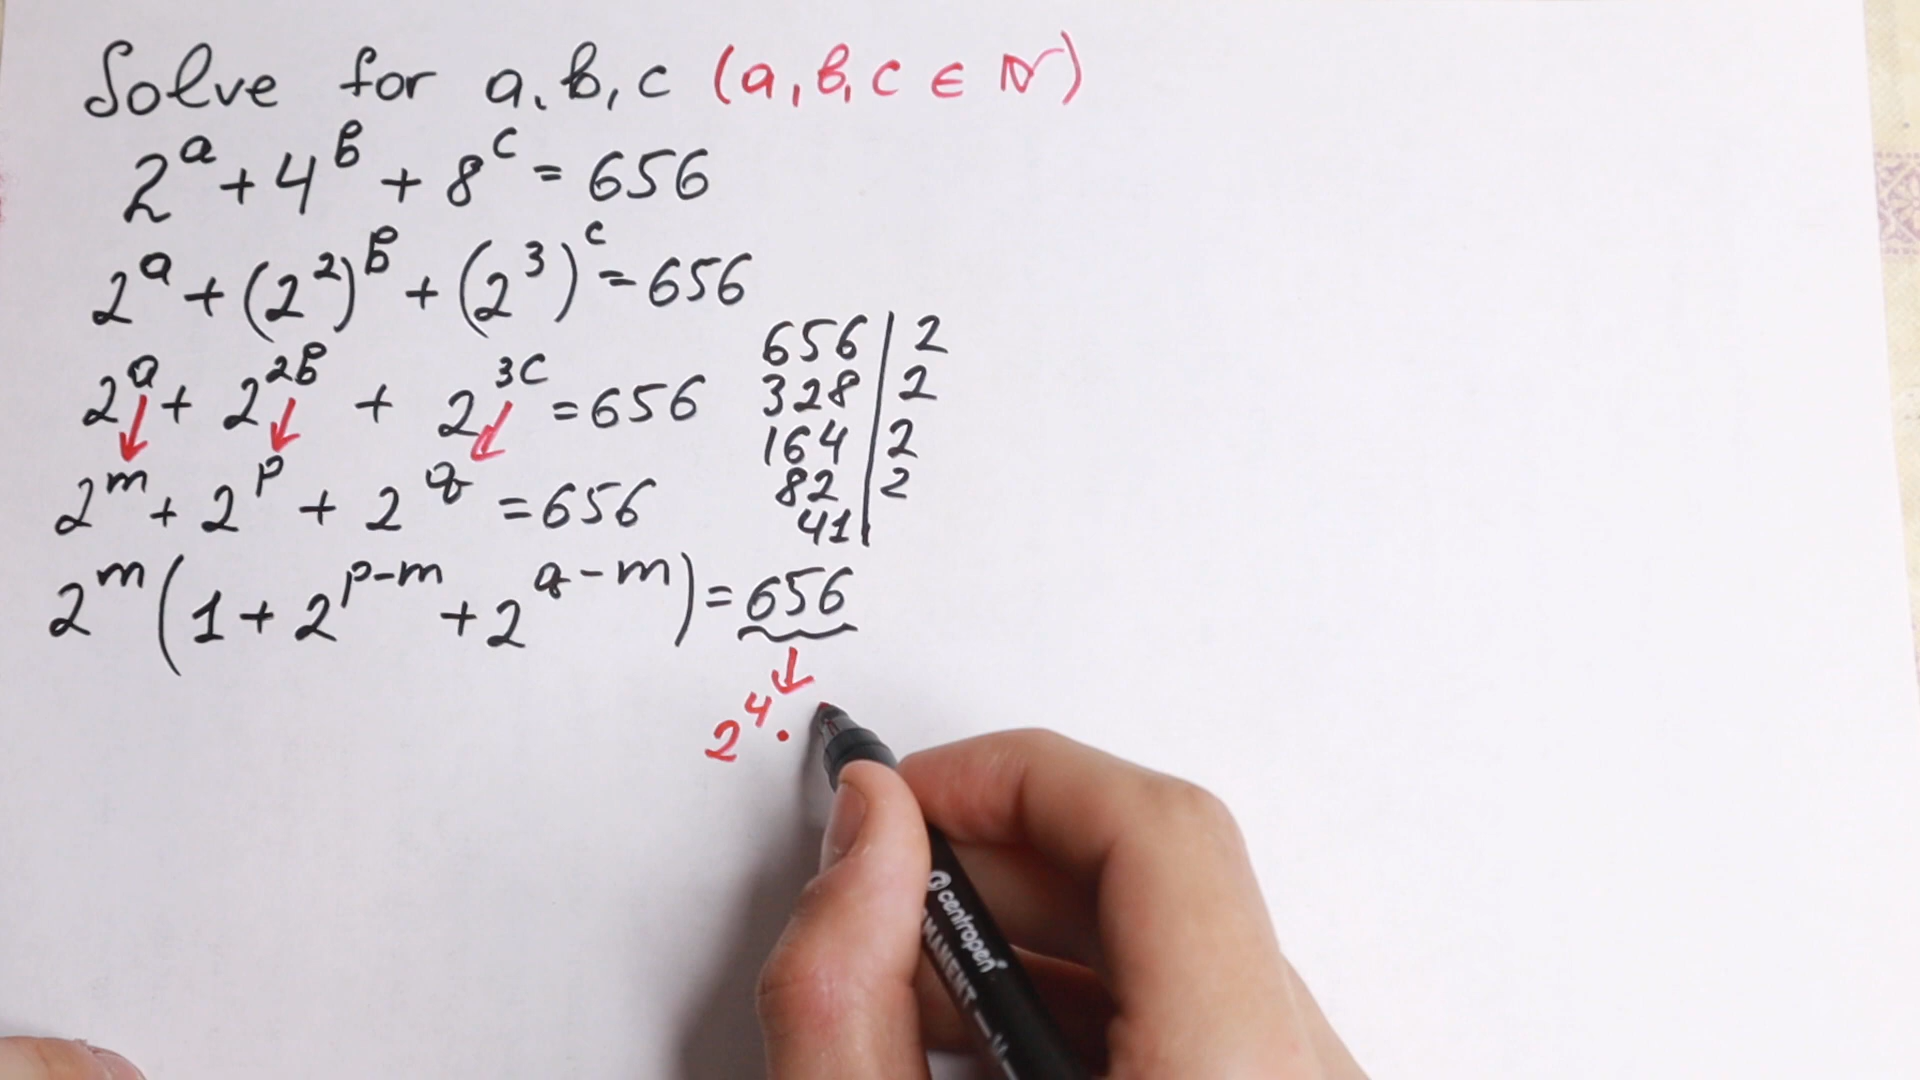 Solve for a, b, c (a, b, c ∈ N)
2^a + 4^b + 8^c = 656
2^a + (2^2)^b + (2^3)^c = 656
2^a + 2^2b + 2^3c = 656
2^m + 2^p + 2^q = 656
656 | 2
328 | 2
164 | 2
82 | 2
41 |
2^m (1 + 2^p-m + 2^q-m) = 656
2^4 ·
centropen